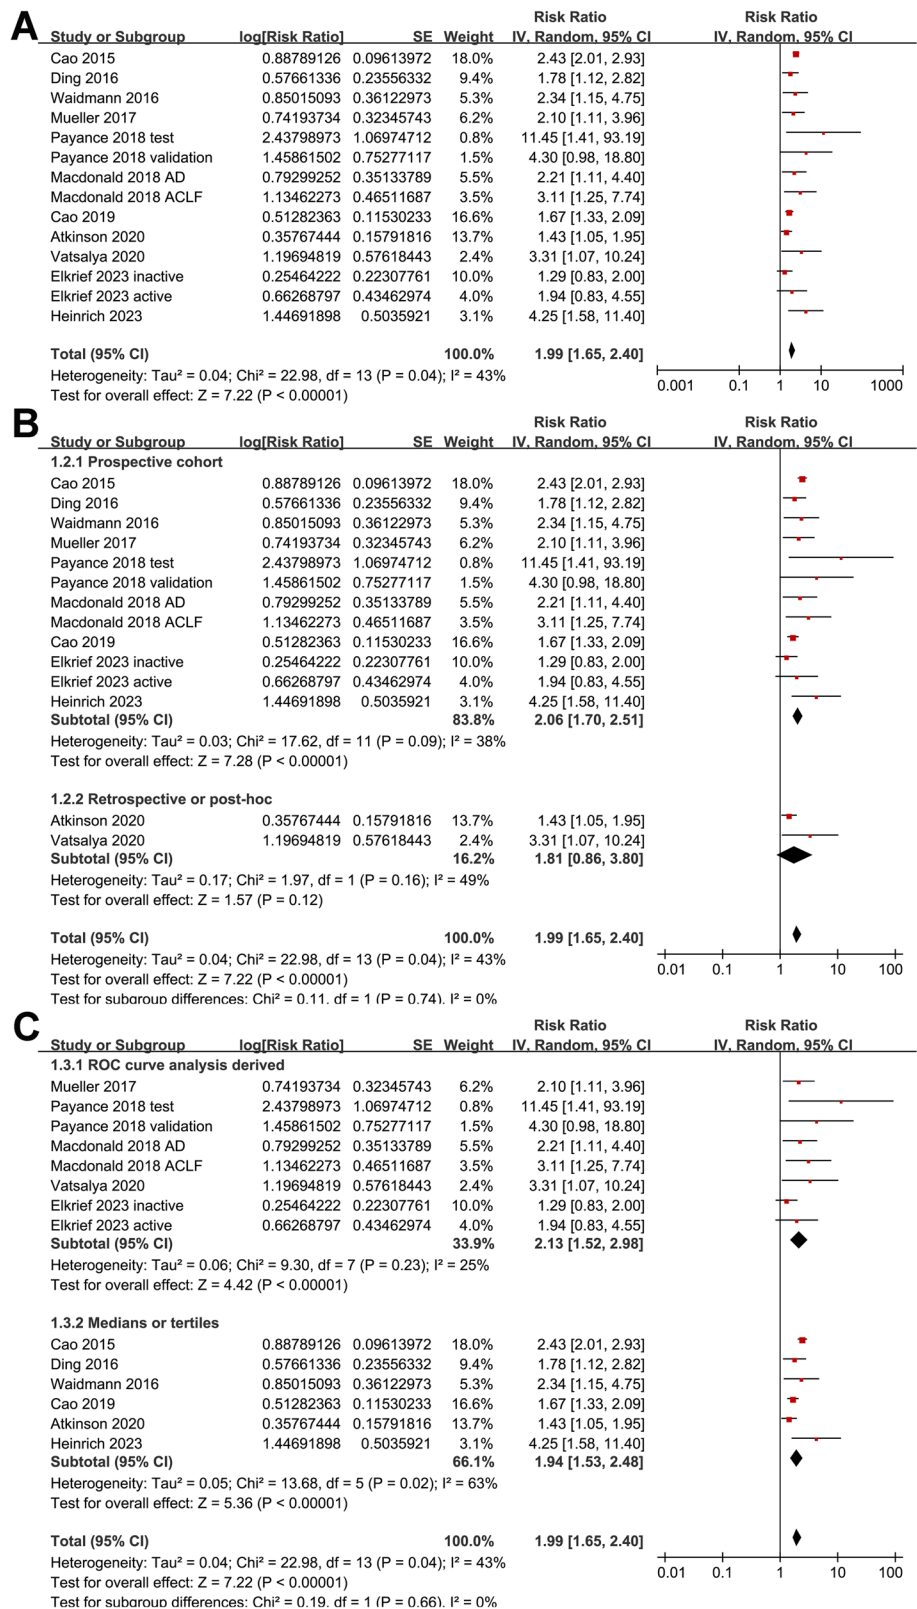 A
Risk Ratio Risk Ratio
Study or Subgroup log[Risk Ratio] SE Weight IV, Random, 95% CI IV, Random, 95% CI
Cao 2015 0.88789126 0.09613972 18.0% 2.43 [2.01, 2.93]
Ding 2016 0.57661336 0.23556332 9.4% 1.78 [1.12, 2.82]
Waidmann 2016 0.85015093 0.36122973 5.3% 2.34 [1.15, 4.75]
Mueller 2017 0.74193734 0.32345743 6.2% 2.10 [1.11, 3.96]
Payance 2018 test 2.43798973 1.06974712 0.8% 11.45 [1.41, 93.19]
Payance 2018 validation 1.45861502 0.75277117 1.5% 4.30 [0.98, 18.80]
Macdonald 2018 AD 0.79299252 0.35133789 5.5% 2.21 [1.11, 4.40]
Macdonald 2018 ACLF 1.13462273 0.46511687 3.5% 3.11 [1.25, 7.74]
Cao 2019 0.51282363 0.11530233 16.6% 1.67 [1.33, 2.09]
Atkinson 2020 0.35767444 0.15791816 13.7% 1.43 [1.05, 1.95]
Vatsalya 2020 1.19694819 0.57618443 2.4% 3.31 [1.07, 10.24]
Elkrief 2023 inactive 0.25464222 0.22307761 10.0% 1.29 [0.83, 2.00]
Elkrief 2023 active 0.66268797 0.43462974 4.0% 1.94 [0.83, 4.55]
Heinrich 2023 1.44691898 0.5035921 3.1% 4.25 [1.58, 11.40]
Total (95% CI) 100.0% 1.99 [1.65, 2.40]
Heterogeneity: Tau² = 0.04; Chi² = 22.98, df = 13 (P = 0.04); I² = 43%
Test for overall effect: Z = 7.22 (P < 0.00001)
0.001 0.1 1 10 1000
B
Risk Ratio Risk Ratio
Study or Subgroup log[Risk Ratio] SE Weight IV, Random, 95% CI IV, Random, 95% CI
1.2.1 Prospective cohort
Cao 2015 0.88789126 0.09613972 18.0% 2.43 [2.01, 2.93]
Ding 2016 0.57661336 0.23556332 9.4% 1.78 [1.12, 2.82]
Waidmann 2016 0.85015093 0.36122973 5.3% 2.34 [1.15, 4.75]
Mueller 2017 0.74193734 0.32345743 6.2% 2.10 [1.11, 3.96]
Payance 2018 test 2.43798973 1.06974712 0.8% 11.45 [1.41, 93.19]
Payance 2018 validation 1.45861502 0.75277117 1.5% 4.30 [0.98, 18.80]
Macdonald 2018 AD 0.79299252 0.35133789 5.5% 2.21 [1.11, 4.40]
Macdonald 2018 ACLF 1.13462273 0.46511687 3.5% 3.11 [1.25, 7.74]
Cao 2019 0.51282363 0.11530233 16.6% 1.67 [1.33, 2.09]
Elkrief 2023 inactive 0.25464222 0.22307761 10.0% 1.29 [0.83, 2.00]
Elkrief 2023 active 0.66268797 0.43462974 4.0% 1.94 [0.83, 4.55]
Heinrich 2023 1.44691898 0.5035921 3.1% 4.25 [1.58, 11.40]
Subtotal (95% CI) 83.8% 2.06 [1.70, 2.51]
Heterogeneity: Tau² = 0.03; Chi² = 17.62, df = 11 (P = 0.09); I² = 38%
Test for overall effect: Z = 7.28 (P < 0.00001)
1.2.2 Retrospective or post-hoc
Atkinson 2020 0.35767444 0.15791816 13.7% 1.43 [1.05, 1.95]
Vatsalya 2020 1.19694819 0.57618443 2.4% 3.31 [1.07, 10.24]
Subtotal (95% CI) 16.2% 1.81 [0.86, 3.80]
Heterogeneity: Tau² = 0.17; Chi² = 1.97, df = 1 (P = 0.16); I² = 49%
Test for overall effect: Z = 1.57 (P = 0.12)
Total (95% CI) 100.0% 1.99 [1.65, 2.40]
Heterogeneity: Tau² = 0.04; Chi² = 22.98, df = 13 (P = 0.04); I² = 43%
Test for overall effect: Z = 7.22 (P < 0.00001)
Test for subgroup differences: Chi² = 0.11, df = 1 (P = 0.74), I² = 0%
0.01 0.1 1 10 100
C
Risk Ratio Risk Ratio
Study or Subgroup log[Risk Ratio] SE Weight IV, Random, 95% CI IV, Random, 95% CI
1.3.1 ROC curve analysis derived
Mueller 2017 0.74193734 0.32345743 6.2% 2.10 [1.11, 3.96]
Payance 2018 test 2.43798973 1.06974712 0.8% 11.45 [1.41, 93.19]
Payance 2018 validation 1.45861502 0.75277117 1.5% 4.30 [0.98, 18.80]
Macdonald 2018 AD 0.79299252 0.35133789 5.5% 2.21 [1.11, 4.40]
Macdonald 2018 ACLF 1.13462273 0.46511687 3.5% 3.11 [1.25, 7.74]
Vatsalya 2020 1.19694819 0.57618443 2.4% 3.31 [1.07, 10.24]
Elkrief 2023 inactive 0.25464222 0.22307761 10.0% 1.29 [0.83, 2.00]
Elkrief 2023 active 0.66268797 0.43462974 4.0% 1.94 [0.83, 4.55]
Subtotal (95% CI) 33.9% 2.13 [1.52, 2.98]
Heterogeneity: Tau² = 0.06; Chi² = 9.30, df = 7 (P = 0.23); I² = 25%
Test for overall effect: Z = 4.42 (P < 0.00001)
1.3.2 Medians or tertiles
Cao 2015 0.88789126 0.09613972 18.0% 2.43 [2.01, 2.93]
Ding 2016 0.57661336 0.23556332 9.4% 1.78 [1.12, 2.82]
Waidmann 2016 0.85015093 0.36122973 5.3% 2.34 [1.15, 4.75]
Cao 2019 0.51282363 0.11530233 16.6% 1.67 [1.33, 2.09]
Atkinson 2020 0.35767444 0.15791816 13.7% 1.43 [1.05, 1.95]
Heinrich 2023 1.44691898 0.5035921 3.1% 4.25 [1.58, 11.40]
Subtotal (95% CI) 66.1% 1.94 [1.53, 2.48]
Heterogeneity: Tau² = 0.05; Chi² = 13.68, df = 5 (P = 0.02); I² = 63%
Test for overall effect: Z = 5.36 (P < 0.00001)
Total (95% CI) 100.0% 1.99 [1.65, 2.40]
Heterogeneity: Tau² = 0.04; Chi² = 22.98, df = 13 (P = 0.04); I² = 43%
Test for overall effect: Z = 7.22 (P < 0.00001)
Test for subgroup differences: Chi² = 0.19, df = 1 (P = 0.66), I² = 0%
0.01 0.1 1 10 100